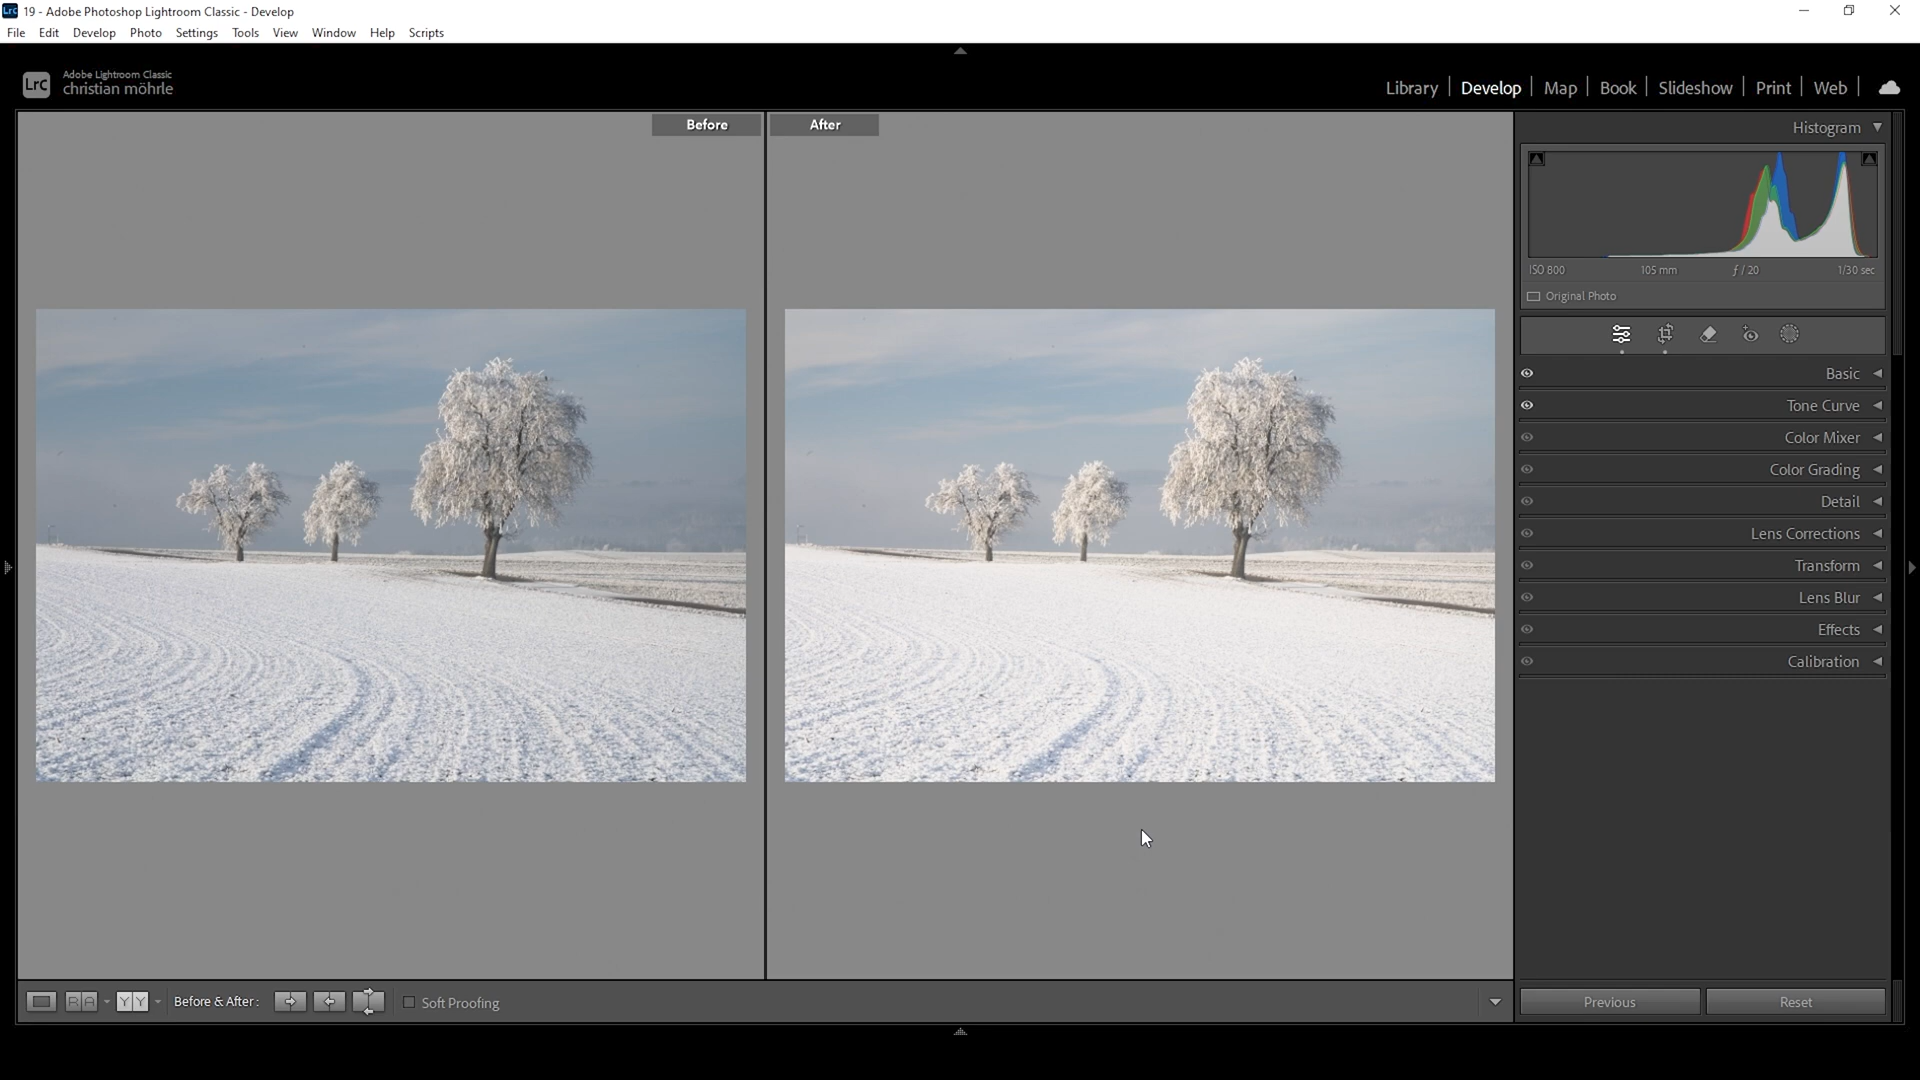 Lrc 19 - Adobe Photoshop Lightroom Classic - Develop
File Edit Develop Photo Settings Tools View Window Help Scripts
Lrc Adobe Lightroom Classic
christian möhrle
Library Develop Map Book Slideshow Print Web
Before After
Histogram
ISO 800 105 mm ƒ / 20 1/30 sec
Original Photo
Basic
Tone Curve
Color Mixer
Color Grading
Detail
Lens Corrections
Transform
Lens Blur
Effects
Calibration
R A Y Y Before & After : Soft Proofing
Previous Reset